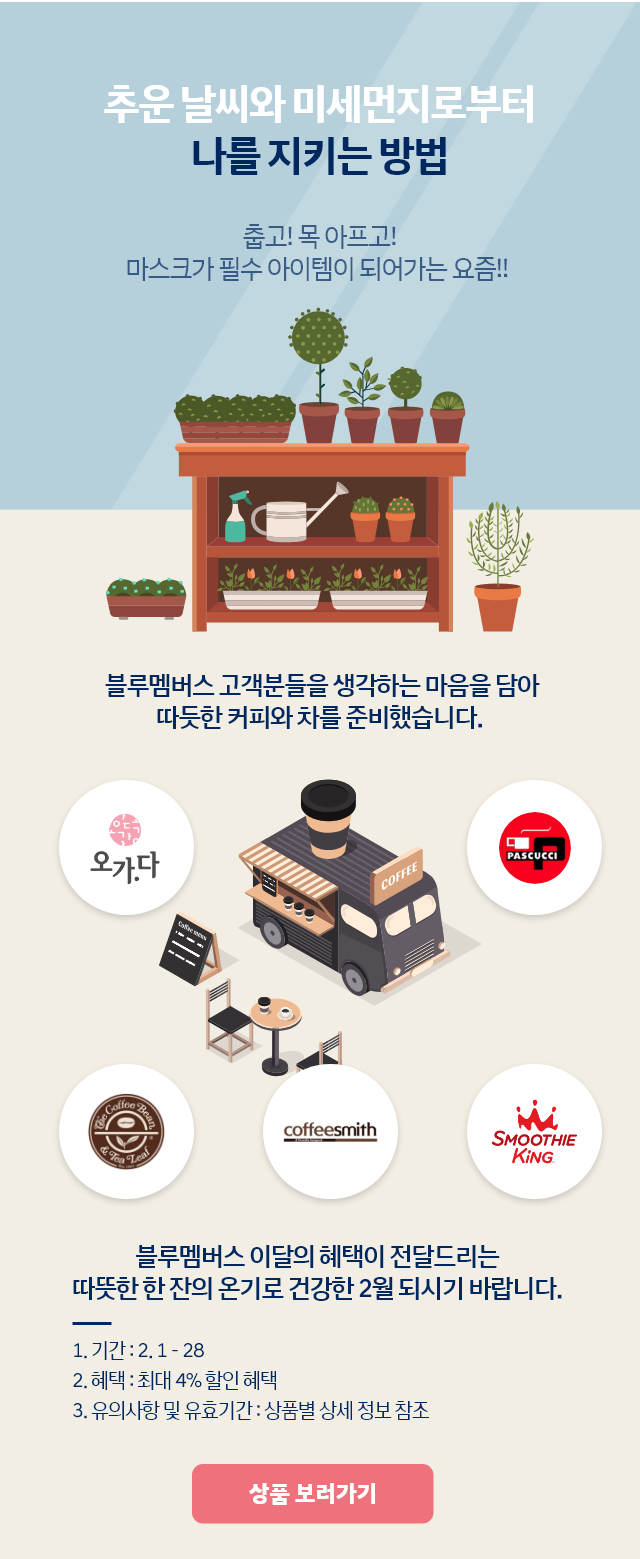 추운 날씨와 미세먼지로부터
나를 지키는 방법
춥고! 목 아프고!
마스크가 필수 아이템이 되어가는 요즘!!
블루멤버스 고객분들을 생각하는 마음을 담아
따듯한 커피와 차를 준비했습니다.
오가다
오가.다
PASCUCCI
COFFEE
Coffee menu
The Coffee Bean
& Tea Leaf
coffeesmith
SMOOTHIE
KING
블루멤버스 이달의 혜택이 전달드리는
따뜻한 한 잔의 온기로 건강한 2월 되시기 바랍니다.
1. 기간 : 2. 1 - 28
2. 혜택 : 최대 4% 할인 혜택
3. 유의사항 및 유효기간 : 상품별 상세 정보 참조
상품 보러가기